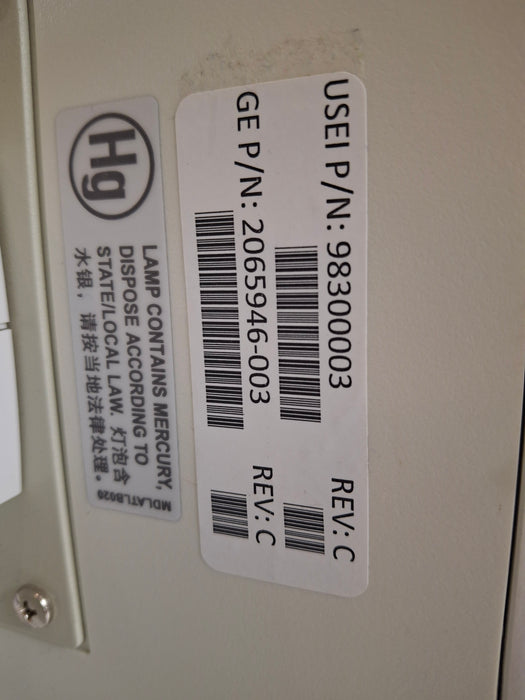 USEI P/N: 98300003 REV: C
GE P/N: 2065946-003 REV: C
Hg
LAMP CONTAINS MERCURY,
DISPOSE ACCORDING TO
STATE/LOCAL LAW. 灯泡含
水银，请按当地法律处理。
MDLATLB020